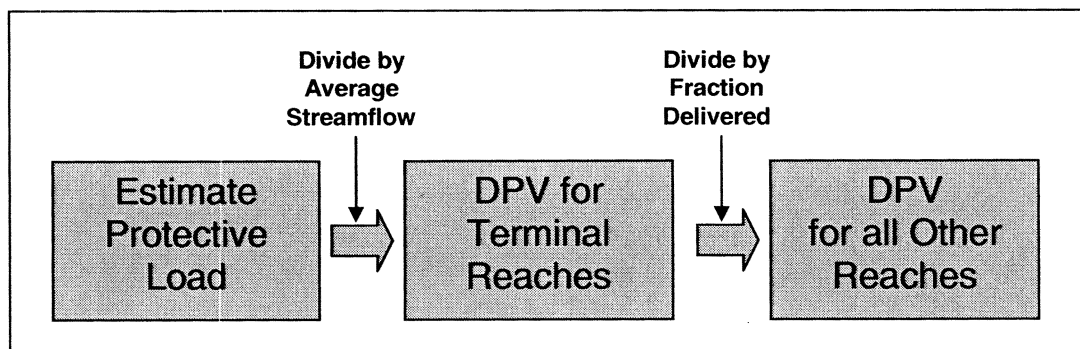 Divide by
Average
Streamflow
Divide by
Fraction
Delivered
Estimate
Protective
Load
DPV for
Terminal
Reaches
DPV
for all Other
Reaches